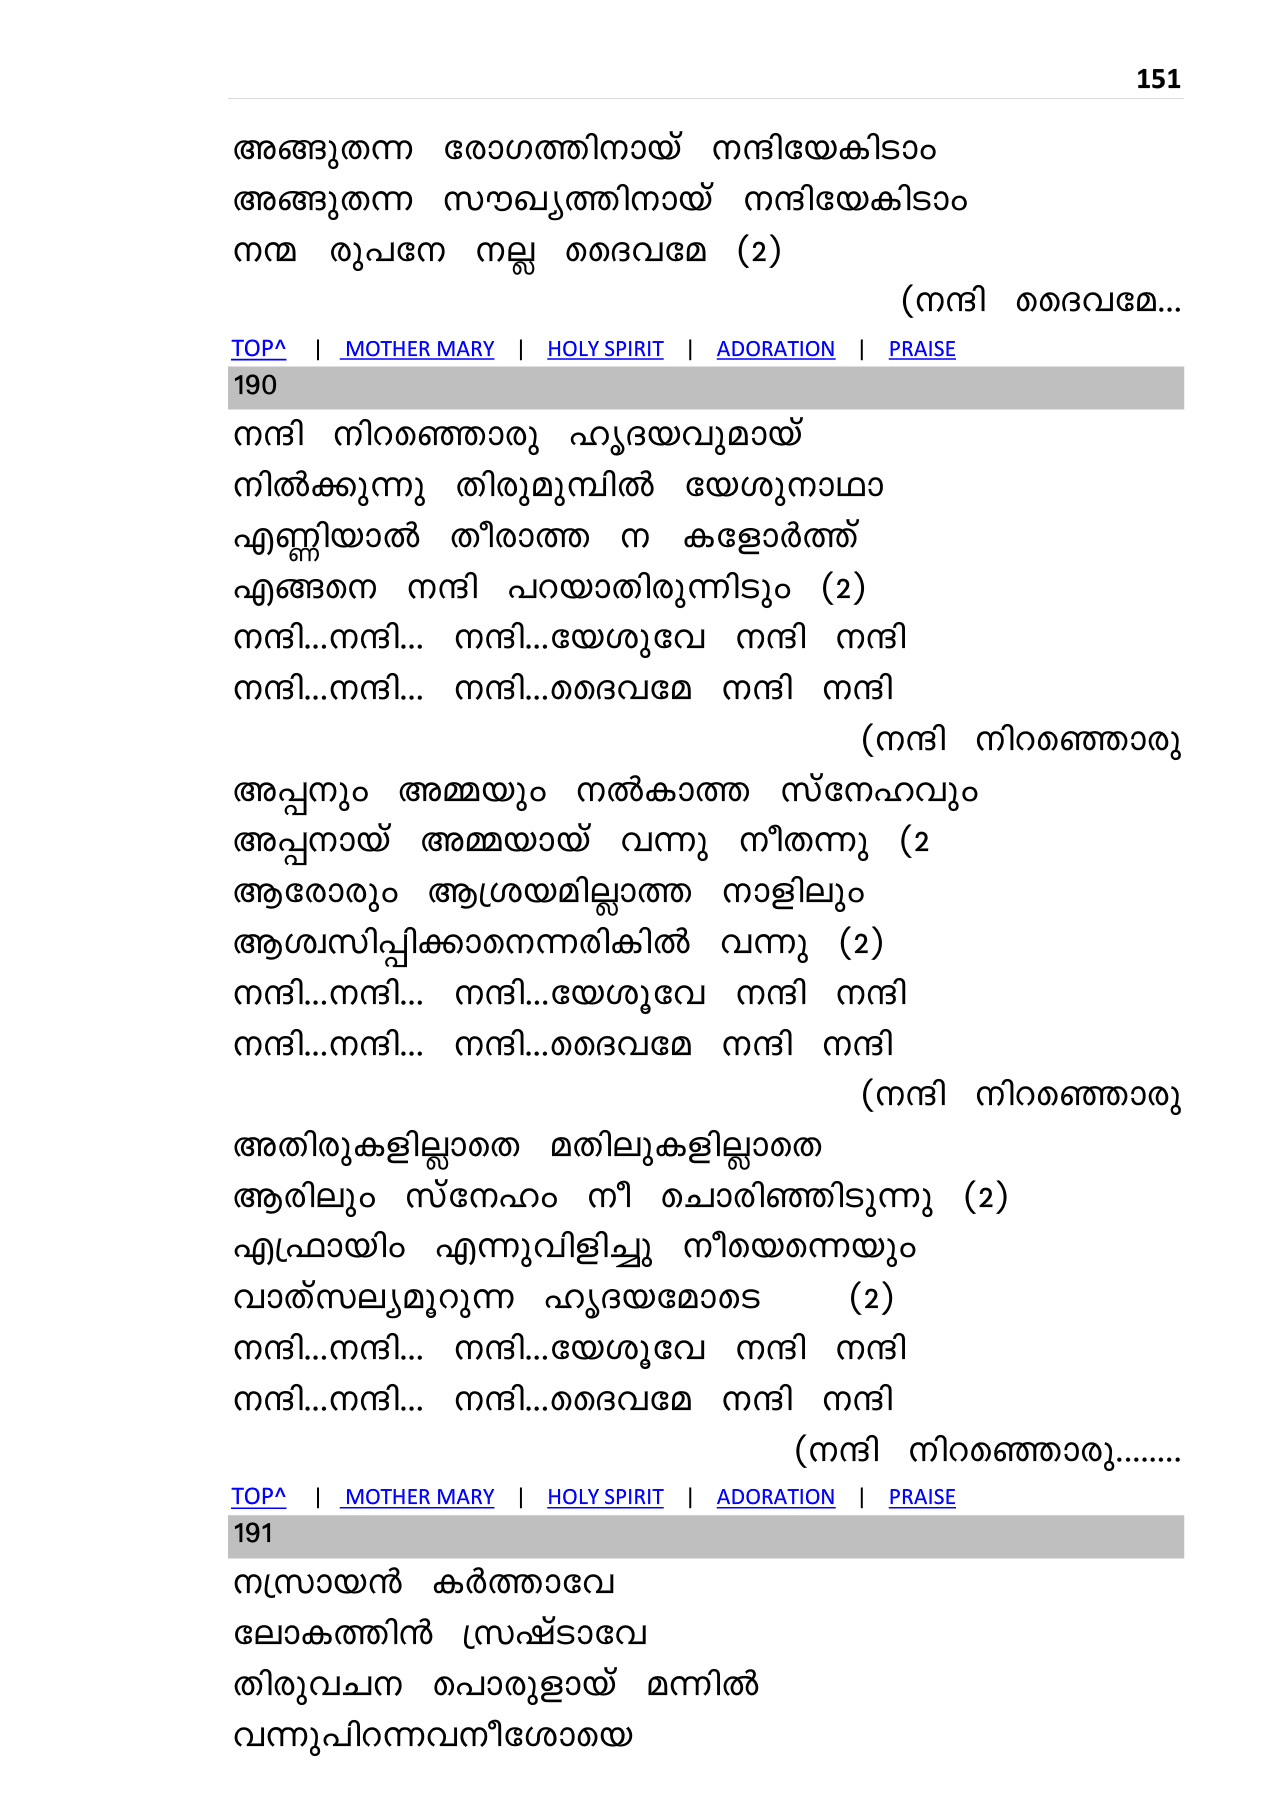 151
അങ്ങുതന്ന രോഗത്തിനായ് നന്ദിയേകിടാം
അങ്ങുതന്ന സൗഖ്യത്തിനായ് നന്ദിയേകിടാം
നന്മ രുപനേ നല്ല ദൈവമേ (2)
(നന്ദി ദൈവമേ...
TOP^ | MOTHER MARY | HOLY SPIRIT | ADORATION | PRAISE
190
നന്ദി നിറഞ്ഞൊരു ഹൃദയവുമായ്
നിൽക്കുന്നു തിരുമുമ്പിൽ യേശുനാഥാ
എണ്ണിയാൽ തീരാത്ത ന കളോർത്ത്
എങ്ങനെ നന്ദി പറയാതിരുന്നിടും (2)
നന്ദി...നന്ദി... നന്ദി...യേശുവേ നന്ദി നന്ദി
നന്ദി...നന്ദി... നന്ദി...ദൈവമേ നന്ദി നന്ദി
(നന്ദി നിറഞ്ഞൊരു
അപ്പനും അമ്മയും നൽകാത്ത സ്നേഹവും
അപ്പനായ് അമ്മയായ് വന്നു നീതന്നു (2
ആരോരും ആശ്രയമില്ലാത്ത നാളിലും
ആശ്വസിപ്പിക്കാനെന്നരികിൽ വന്നു (2)
നന്ദി...നന്ദി... നന്ദി...യേശൂവേ നന്ദി നന്ദി
നന്ദി...നന്ദി... നന്ദി...ദൈവമേ നന്ദി നന്ദി
(നന്ദി നിറഞ്ഞൊരു
അതിരുകളില്ലാതെ മതിലുകളില്ലാതെ
ആരിലും സ്നേഹം നീ ചൊരിഞ്ഞിടുന്നു (2)
എഫ്രായിം എന്നുവിളിച്ചു നീയെന്നെയും
വാത്സല്യമൂറുന്ന ഹൃദയമോടെ (2)
നന്ദി...നന്ദി... നന്ദി...യേശൂവേ നന്ദി നന്ദി
നന്ദി...നന്ദി... നന്ദി...ദൈവമേ നന്ദി നന്ദി
(നന്ദി നിറഞ്ഞൊരു........
TOP^ | MOTHER MARY | HOLY SPIRIT | ADORATION | PRAISE
191
നസ്രായൻ കർത്താവേ
ലോകത്തിൻ സ്രഷ്ടാവേ
തിരുവചന പൊരുളായ് മന്നിൽ
വന്നുപിറന്നവനീശോയെ